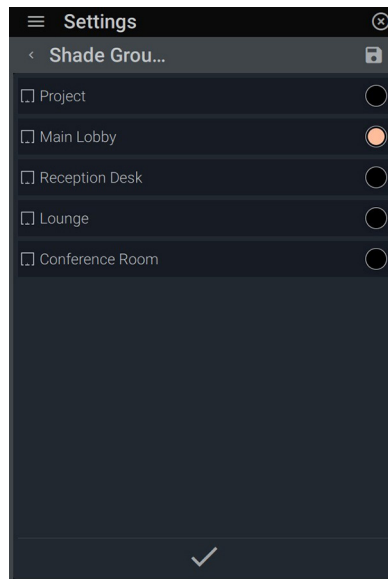 Settings
Shade Grou...
Project
Main Lobby
Reception Desk
Lounge
Conference Room